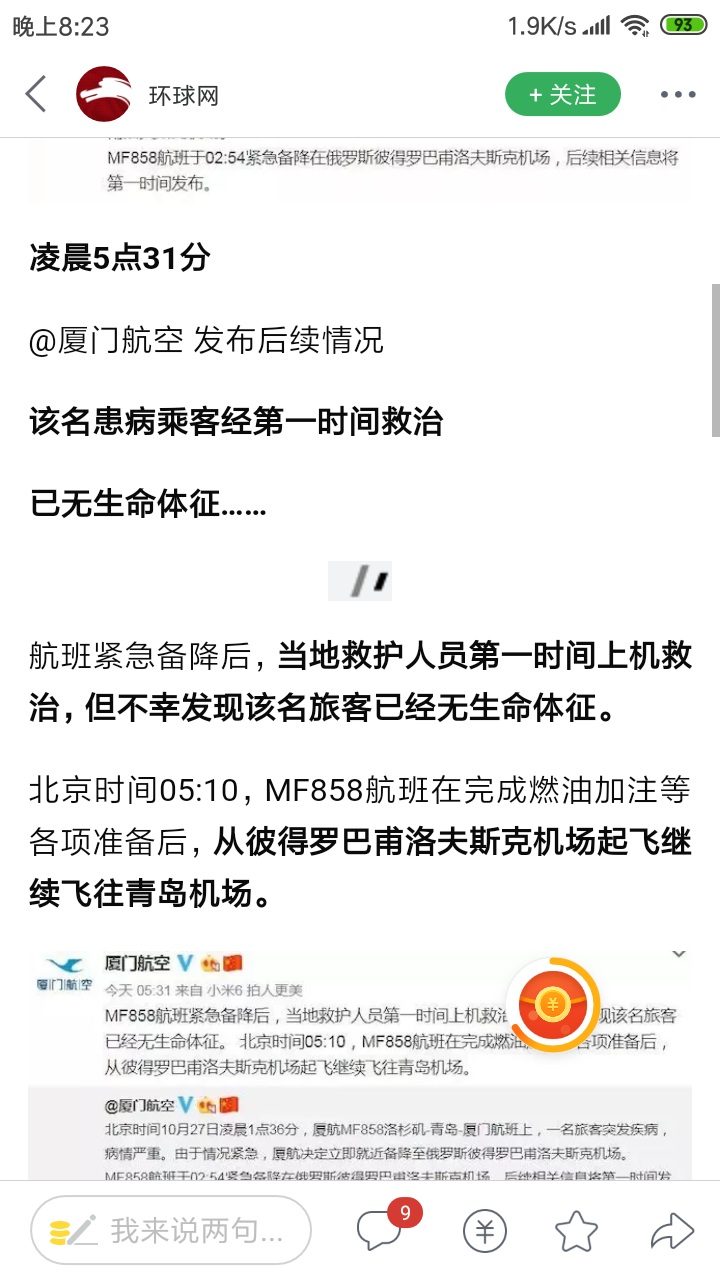 晚上8:23
1.9K/s
93
环球网
+ 关注
MF858航班于02:54紧急备降在俄罗斯彼得罗巴甫洛夫斯克机场，后续相关信息将
第一时间发布。
凌晨5点31分
@厦门航空 发布后续情况
该名患病乘客经第一时间救治
已无生命体征……
航班紧急备降后，当地救护人员第一时间上机救
治，但不幸发现该名旅客已经无生命体征。
北京时间05:10，MF858航班在完成燃油加注等
各项准备后，从彼得罗巴甫洛夫斯克机场起飞继
续飞往青岛机场。
厦门航空
厦门航空
今天 05:31 来自 小米6 拍人更美
MF858航班紧急备降后，当地救护人员第一时间上机救治 现该名旅客
已经无生命体征。 北京时间05:10，MF858航班在完成燃油 各项准备后，
从彼得罗巴甫洛夫斯克机场起飞继续飞往青岛机场。
@厦门航空
北京时间10月27日凌晨1点36分，厦航MF858洛杉矶-青岛-厦门航班上，一名旅客突发疾病，
病情严重。由于情况紧急，厦航决定立即就近备降至俄罗斯彼得罗巴甫洛夫斯克机场。
MF858航班于02:54紧急备降在俄罗斯彼得罗巴甫洛夫斯克机场，后续相关信息将第一时间发
我来说两句...
9